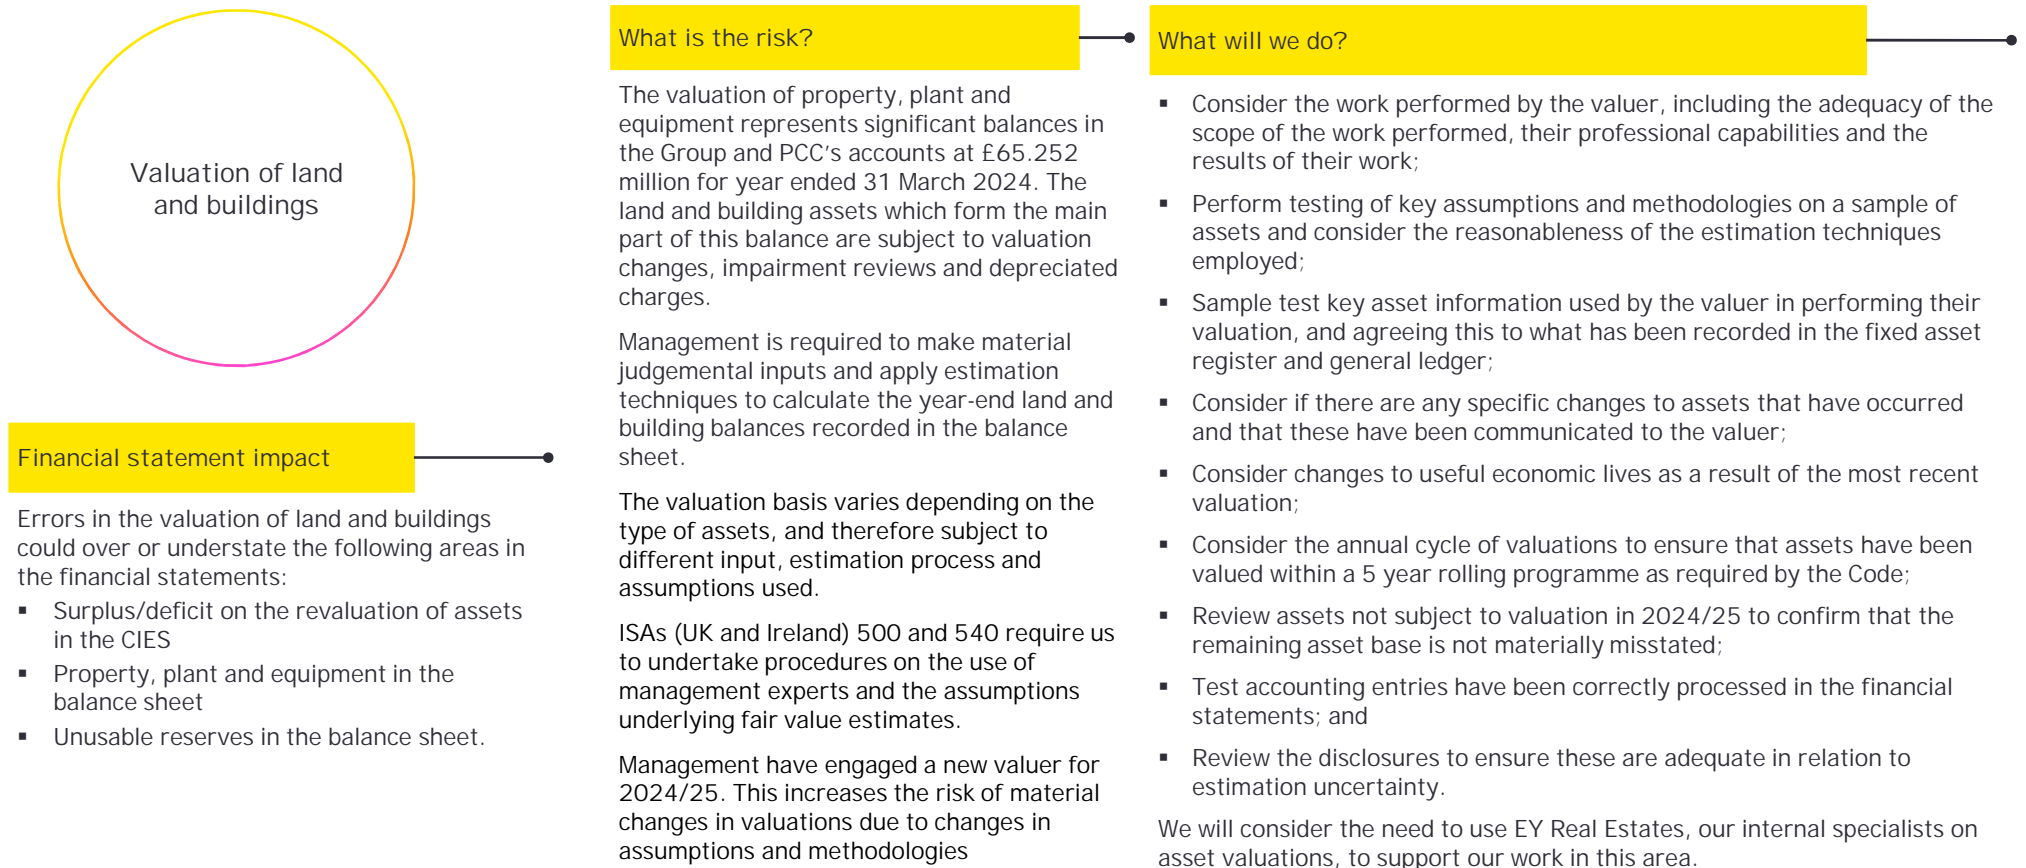 Valuation of land
and buildings
Financial statement impact
Errors in the valuation of land and buildings
could over or understate the following areas in
the financial statements:
▪ Surplus/deficit on the revaluation of assets
in the CIES
▪ Property, plant and equipment in the
balance sheet
▪ Unusable reserves in the balance sheet.
What is the risk?
The valuation of property, plant and
equipment represents significant balances in
the Group and PCC's accounts at £65.252
million for year ended 31 March 2024. The
land and building assets which form the main
part of this balance are subject to valuation
changes, impairment reviews and depreciated
charges.
Management is required to make material
judgemental inputs and apply estimation
techniques to calculate the year-end land and
building balances recorded in the balance
sheet.
The valuation basis varies depending on the
type of assets, and therefore subject to
different input, estimation process and
assumptions used.
ISAs (UK and Ireland) 500 and 540 require us
to undertake procedures on the use of
management experts and the assumptions
underlying fair value estimates.
Management have engaged a new valuer for
2024/25. This increases the risk of material
changes in valuations due to changes in
assumptions and methodologies
What will we do?
▪ Consider the work performed by the valuer, including the adequacy of the
scope of the work performed, their professional capabilities and the
results of their work;
▪ Perform testing of key assumptions and methodologies on a sample of
assets and consider the reasonableness of the estimation techniques
employed;
▪ Sample test key asset information used by the valuer in performing their
valuation, and agreeing this to what has been recorded in the fixed asset
register and general ledger;
▪ Consider if there are any specific changes to assets that have occurred
and that these have been communicated to the valuer;
▪ Consider changes to useful economic lives as a result of the most recent
valuation;
▪ Consider the annual cycle of valuations to ensure that assets have been
valued within a 5 year rolling programme as required by the Code;
▪ Review assets not subject to valuation in 2024/25 to confirm that the
remaining asset base is not materially misstated;
▪ Test accounting entries have been correctly processed in the financial
statements; and
▪ Review the disclosures to ensure these are adequate in relation to
estimation uncertainty.
We will consider the need to use EY Real Estates, our internal specialists on
asset valuations, to support our work in this area.